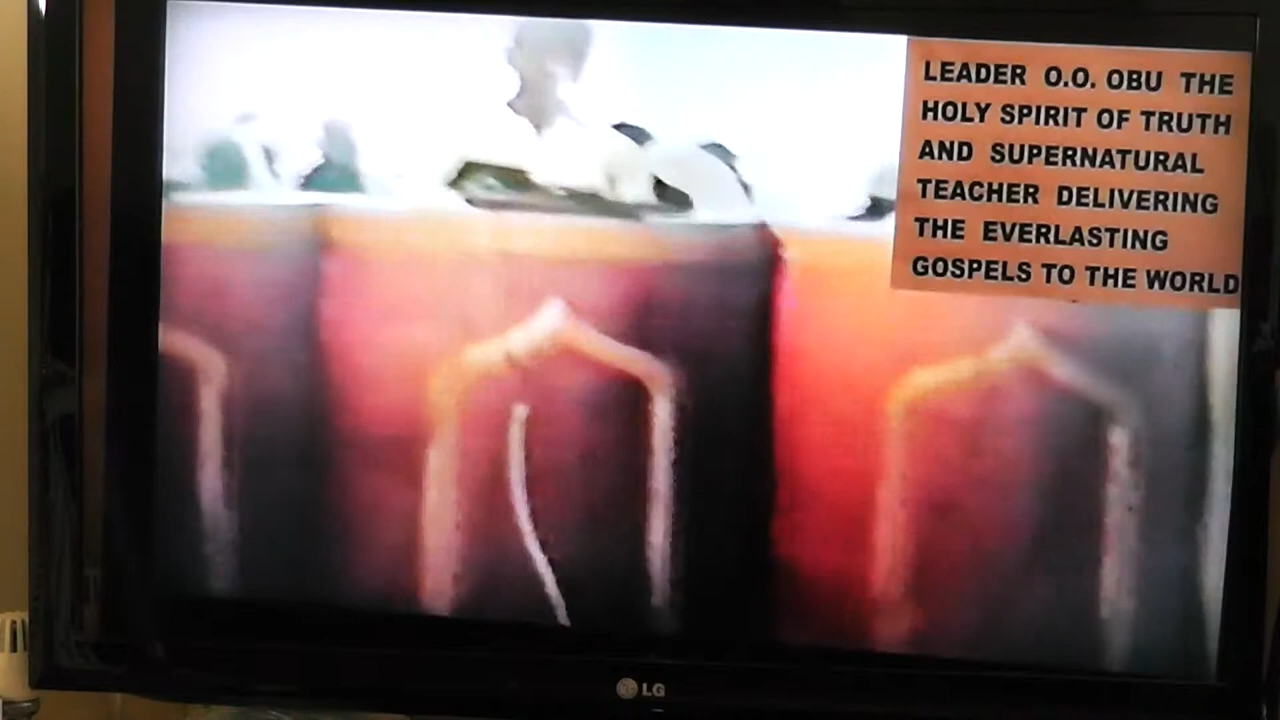 LEADER O.O. OBU THE
HOLY SPIRIT OF TRUTH
AND SUPERNATURAL
TEACHER DELIVERING
THE EVERLASTING
GOSPELS TO THE WORLD
LG